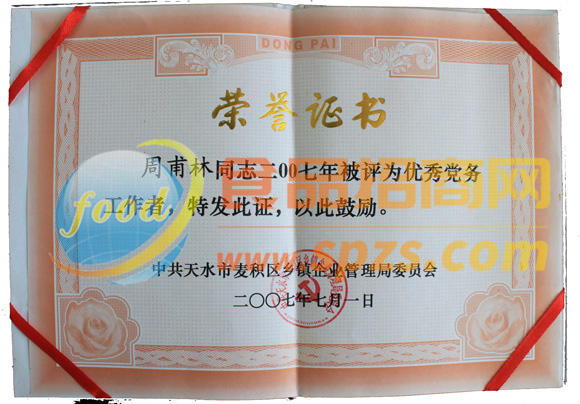 DONG PAI
荣誉证书
周甫林同志二00七年被评为优秀党务
工作者，特发此证，以此鼓励。
中共天水市麦积区乡镇企业管理局委员会
二〇〇七年七月一日
food
食品招商网
www.spzs.com